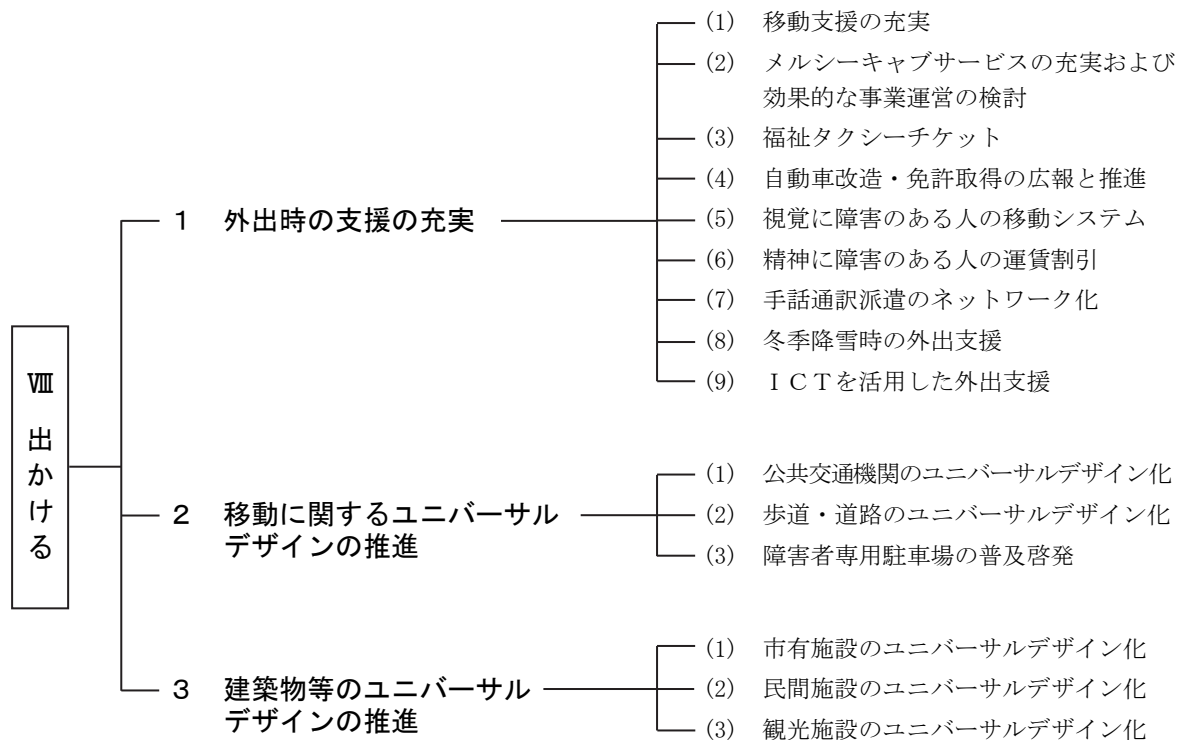 Ⅷ 出かける
1 外出時の支援の充実
(1) 移動支援の充実
(2) メルシーキャブサービスの充実および
効果的な事業運営の検討
(3) 福祉タクシーチケット
(4) 自動車改造・免許取得の広報と推進
(5) 視覚に障害のある人の移動システム
(6) 精神に障害のある人の運賃割引
(7) 手話通訳派遣のネットワーク化
(8) 冬季降雪時の外出支援
(9) ＩＣＴを活用した外出支援
2 移動に関するユニバーサル
デザインの推進
(1) 公共交通機関のユニバーサルデザイン化
(2) 歩道・道路のユニバーサルデザイン化
(3) 障害者専用駐車場の普及啓発
3 建築物等のユニバーサル
デザインの推進
(1) 市有施設のユニバーサルデザイン化
(2) 民間施設のユニバーサルデザイン化
(3) 観光施設のユニバーサルデザイン化